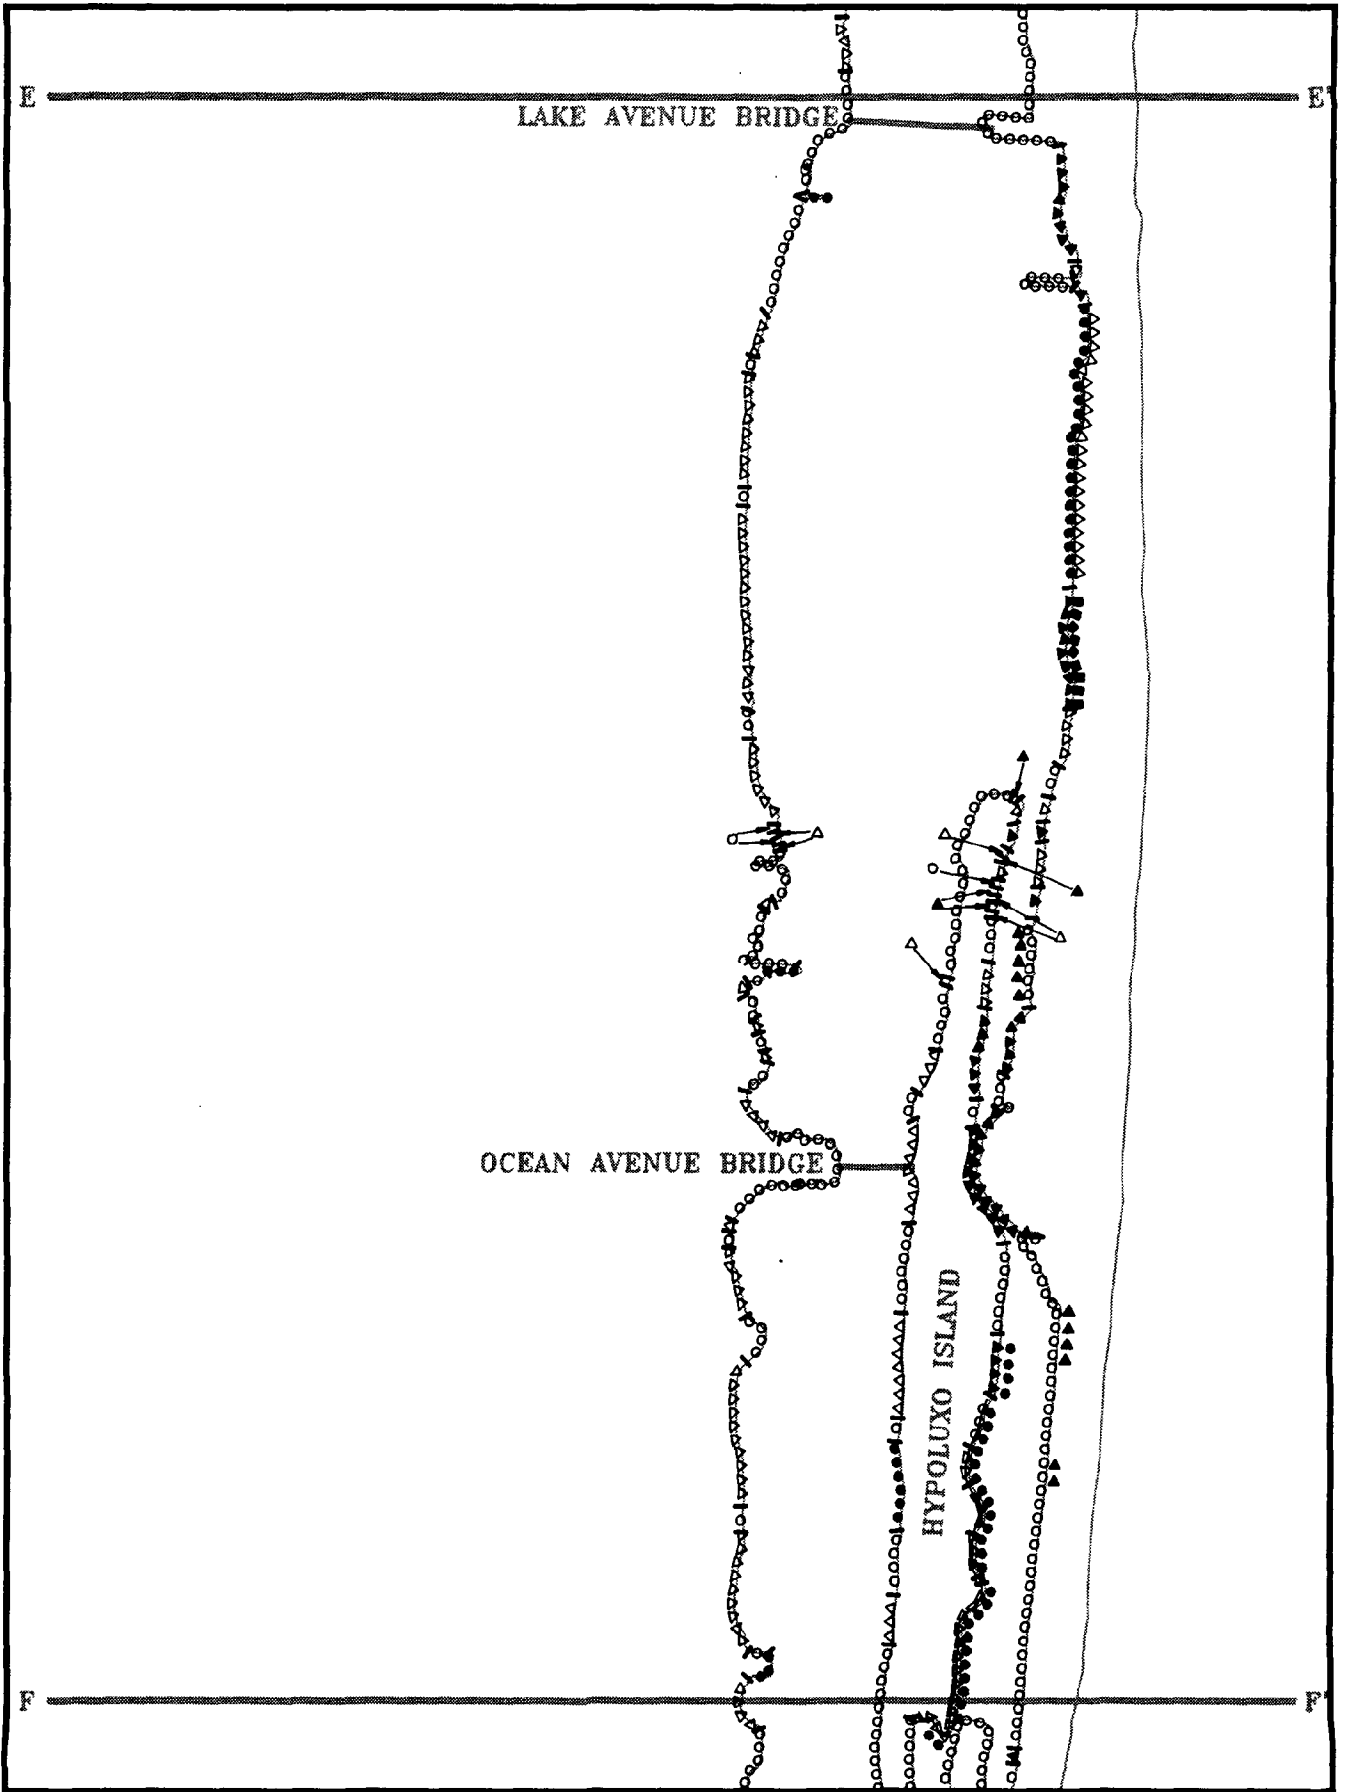 E E'
LAKE AVENUE BRIDGE
OCEAN AVENUE BRIDGE
HYPOLUXO ISLAND
F F'